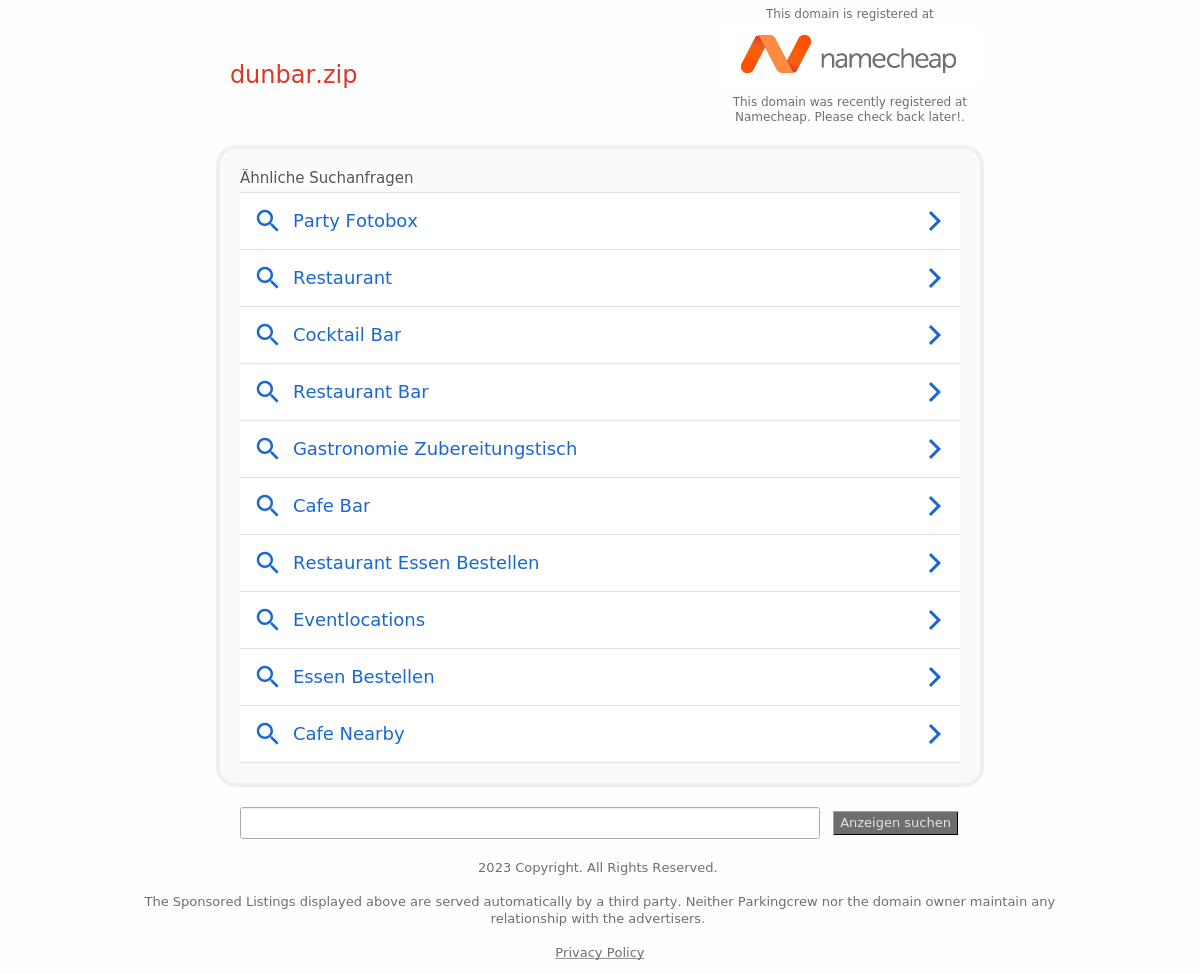 This domain is registered at
dunbar.zip
namecheap
This domain was recently registered at
Namecheap. Please check back later!.
Ähnliche Suchanfragen
Party Fotobox
Restaurant
Cocktail Bar
Restaurant Bar
Gastronomie Zubereitungstisch
Cafe Bar
Restaurant Essen Bestellen
Eventlocations
Essen Bestellen
Cafe Nearby
Anzeigen suchen
2023 Copyright. All Rights Reserved.
The Sponsored Listings displayed above are served automatically by a third party. Neither Parkingcrew nor the domain owner maintain any
relationship with the advertisers.
Privacy Policy